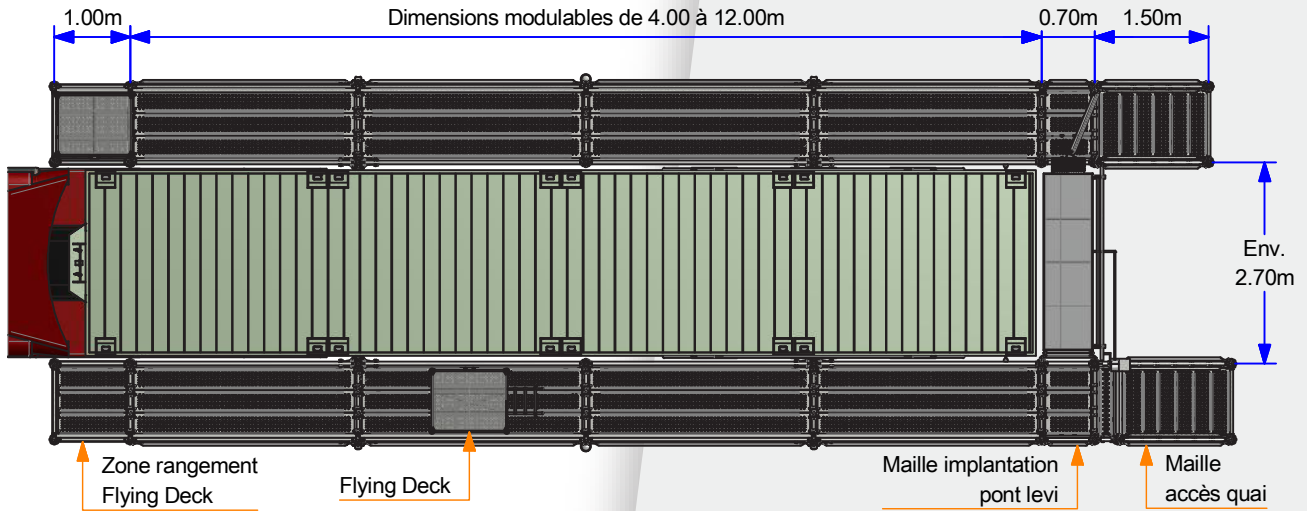 1.00m
Dimensions modulables de 4.00 à 12.00m
0.70m
1.50m
Env.
2.70m
Zone rangement
Flying Deck
Flying Deck
Maille implantation
pont levi
Maille
accès quai